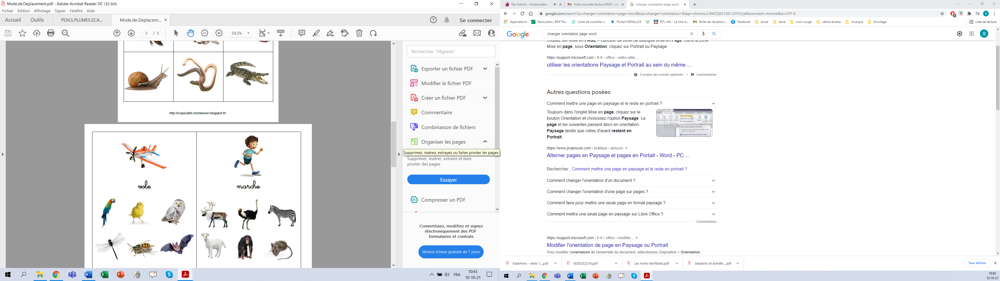 Mode.de.Deplacement.pdf - Adobe Acrobat Reader DC (32-bit)
Fichier Edition Affichage Signer Fenêtre Aide
Accueil Outils POILS.PLUMES.ECA... Mode.de.Deplacem... × Se connecter
3 / 5 54,5%
http://crapouillot-montessori.blogspot.fr/
vole marche
Rechercher "Filigrane"
Exporter un fichier PDF
Modifier le fichier PDF
Créer un fichier PDF
Commentaire
Combinaison de fichiers
Organiser les pages
Supprimez, insérez, extrayez ou faites pivoter les pages.
Supprimer, insérer, extraire et faire
pivoter des pages
Essayer
Compresser un PDF
Convertissez, modifiez et signez
électroniquement des PDF
formulaires et contrats
Version d'essai gratuite de 7 jours
FRA 10:43
10-10-21
My Hotmix - Hotmixradio Votre nouvelle facture PACK - de changer orientation page word -
google.com/search?q=changer+orientation+page+word&oq=changer+orientation+&aqs=chrome.2.69i57j0i512l9.13741j1j4&sourceid=chrome&ie=UTF-8
Applications Particuliers | BNP Pa... Carte de contrôle c... Portail HENALLUX RTL info - La Une d... Boîte de réception... Facebook école laine croix-rouge céline alvarez musique bricolage Liste de lecture
Google changer orientation page word S
Cliquez sur Mise en PAGE > Lanceur de boîte de dialogue Mise en Page. Dans la zone
Mise en page, sous Orientation, cliquez sur Portrait ou Paysage.
https://support.microsoft.com › fr-fr › office › vidéo-utilis...
utiliser les orientations Paysage et Portrait au sein du même ...
À propos des extraits optimisés • Commentaires
Autres questions posées
Comment mettre une page en paysage et le reste en portrait ?
Toujours dans l'onglet Mise en page, cliquez sur le
bouton Orientation et choisissez l'option Paysage. La
page et les suivantes passent alors en orientation
Paysage tandis que celles d'avant restent en
Portrait.
https://www.pcastuces.com › pratique › astuces
Alterner pages en Paysage et pages en Portait - Word - PC ...
Rechercher : Comment mettre une page en paysage et le reste en portrait ?
Comment changer l'orientation d'un document ?
Comment changer l'orientation d'une page sur pages ?
Comment faire pour mettre une seule page en format paysage ?
Comment mettre une seule page en paysage sur Libre Office ?
Commentaires
https://support.microsoft.com › fr-fr › office › modifier...
Modifier l'orientation de page en Paysage ou Portrait
Pour modifier l'orientation de l'ensemble du document, sélectionnez Disposition > Orientation.
Katamino - série 1....pdf 0030232216.pdf Les noms terrifiants.pdf Serpents et échelle....pdf Tout afficher
10:43
10-10-21